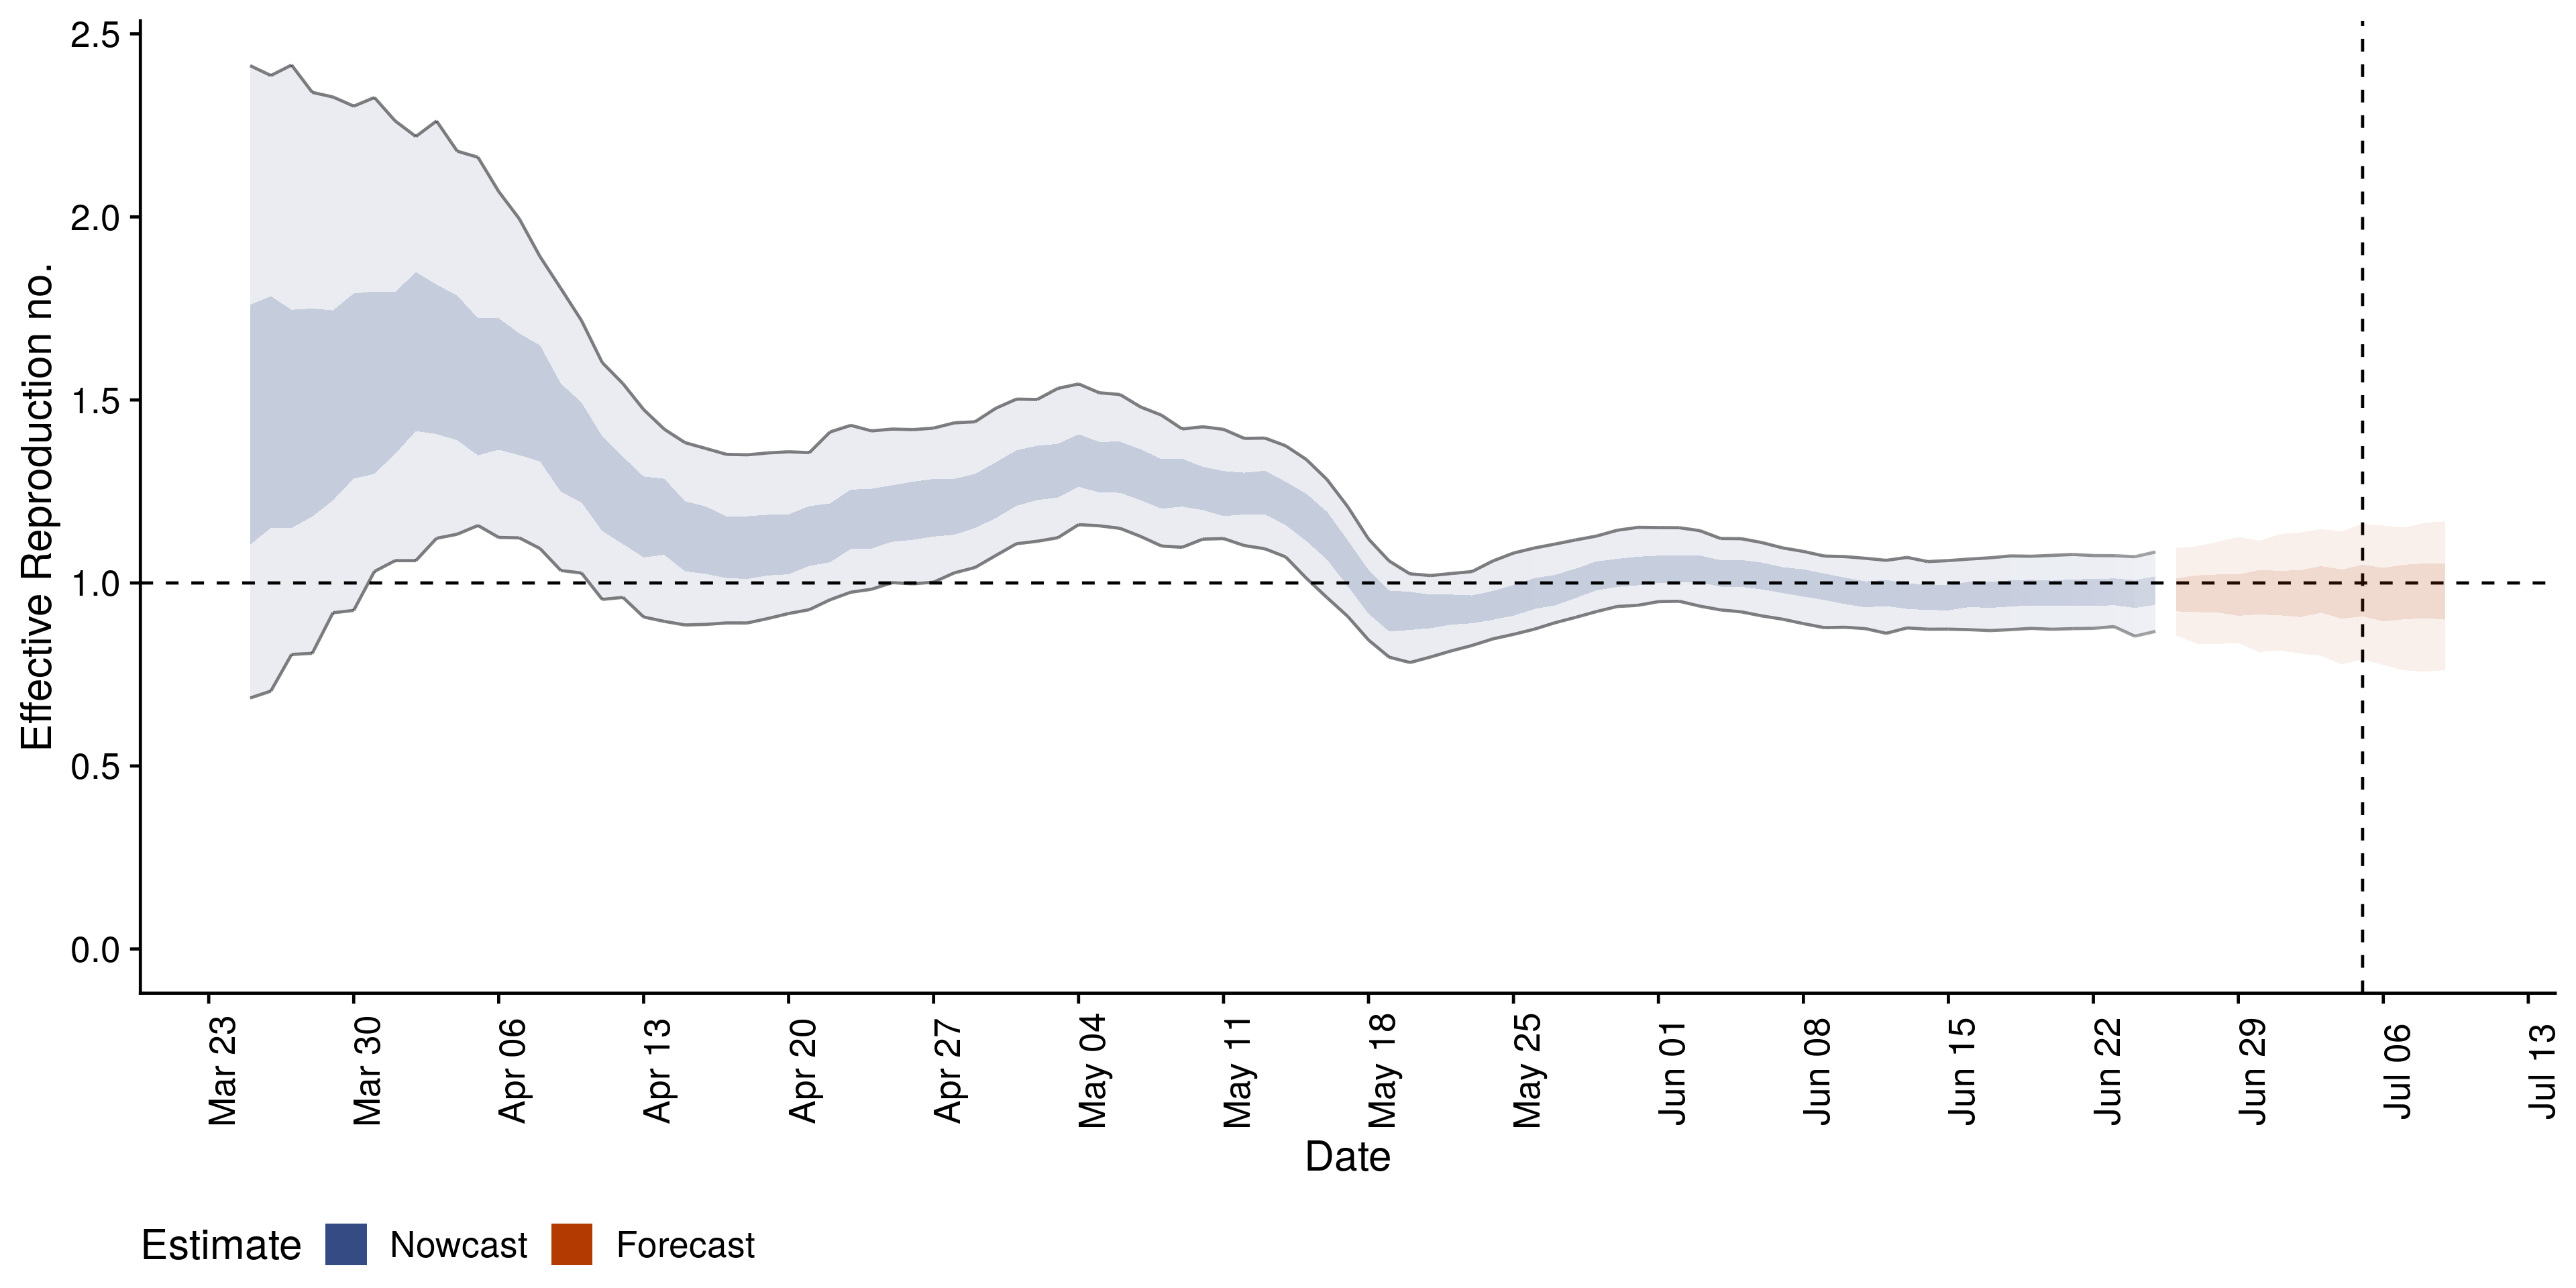 Effective Reproduction no.
2.5
2.0
1.5
1.0
0.5
0.0
Mar 23
Mar 30
Apr 06
Apr 13
Apr 20
Apr 27
May 04
May 11
May 18
May 25
Jun 01
Jun 08
Jun 15
Jun 22
Jun 29
Jul 06
Jul 13
Date
Estimate Nowcast Forecast